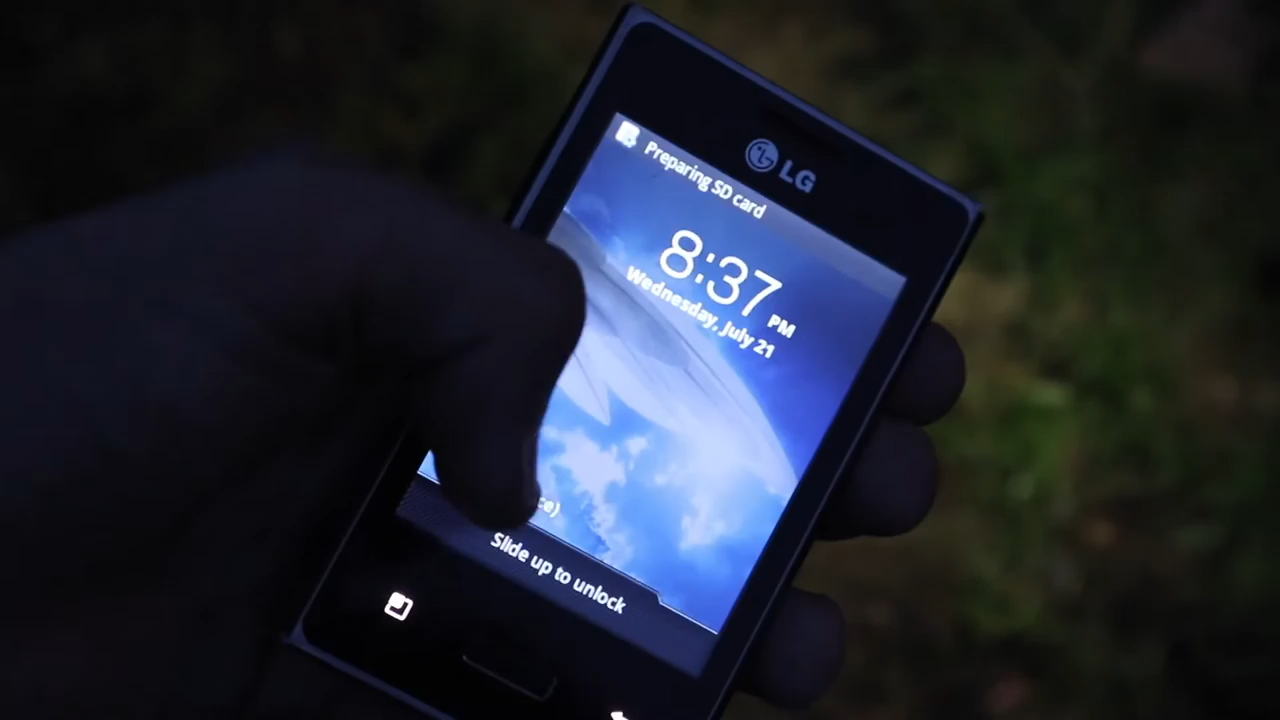 LG
Preparing SD card
8:37 PM
Wednesday, July 21
Slide up to unlock